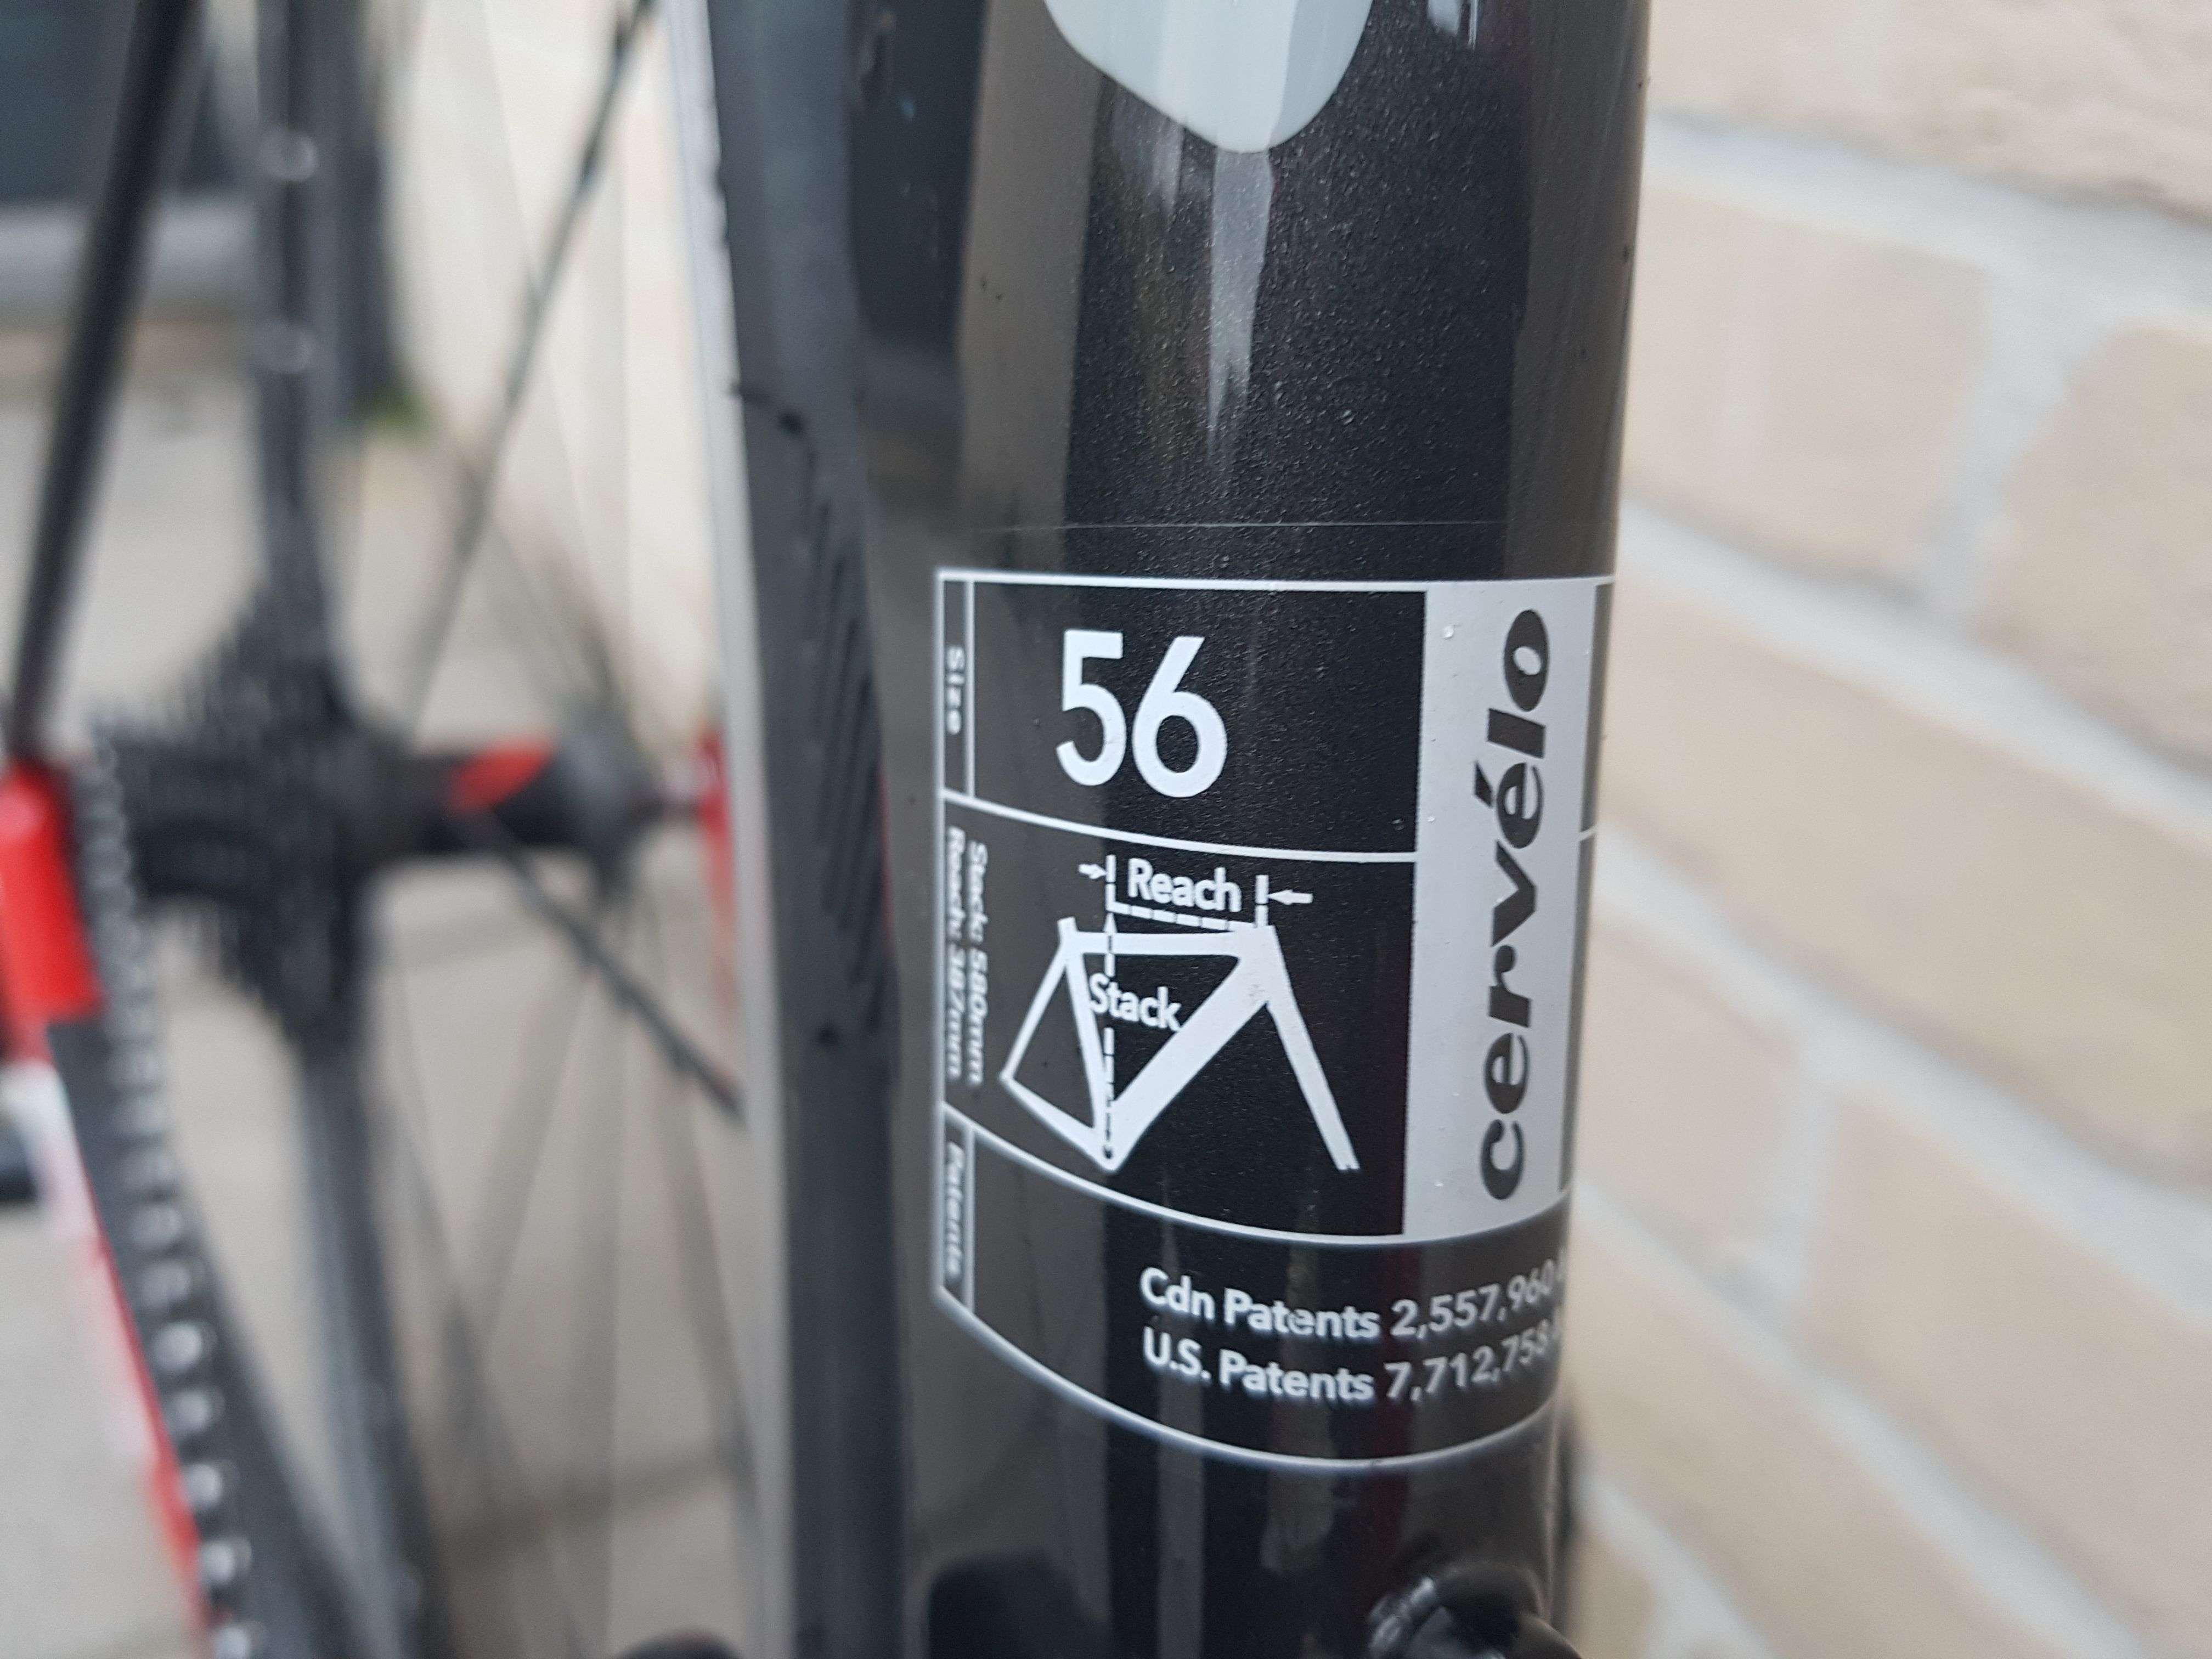 Size
56
cervélo
Stack: 580mm
Reach: 387mm
Reach
Stack
Patents
Cdn Patents 2,557,960
U.S. Patents 7,712,758